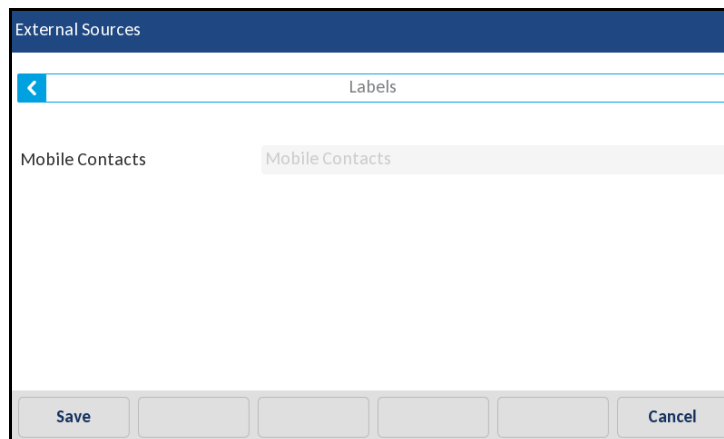 External Sources
Labels
Mobile Contacts Mobile Contacts
Save Cancel